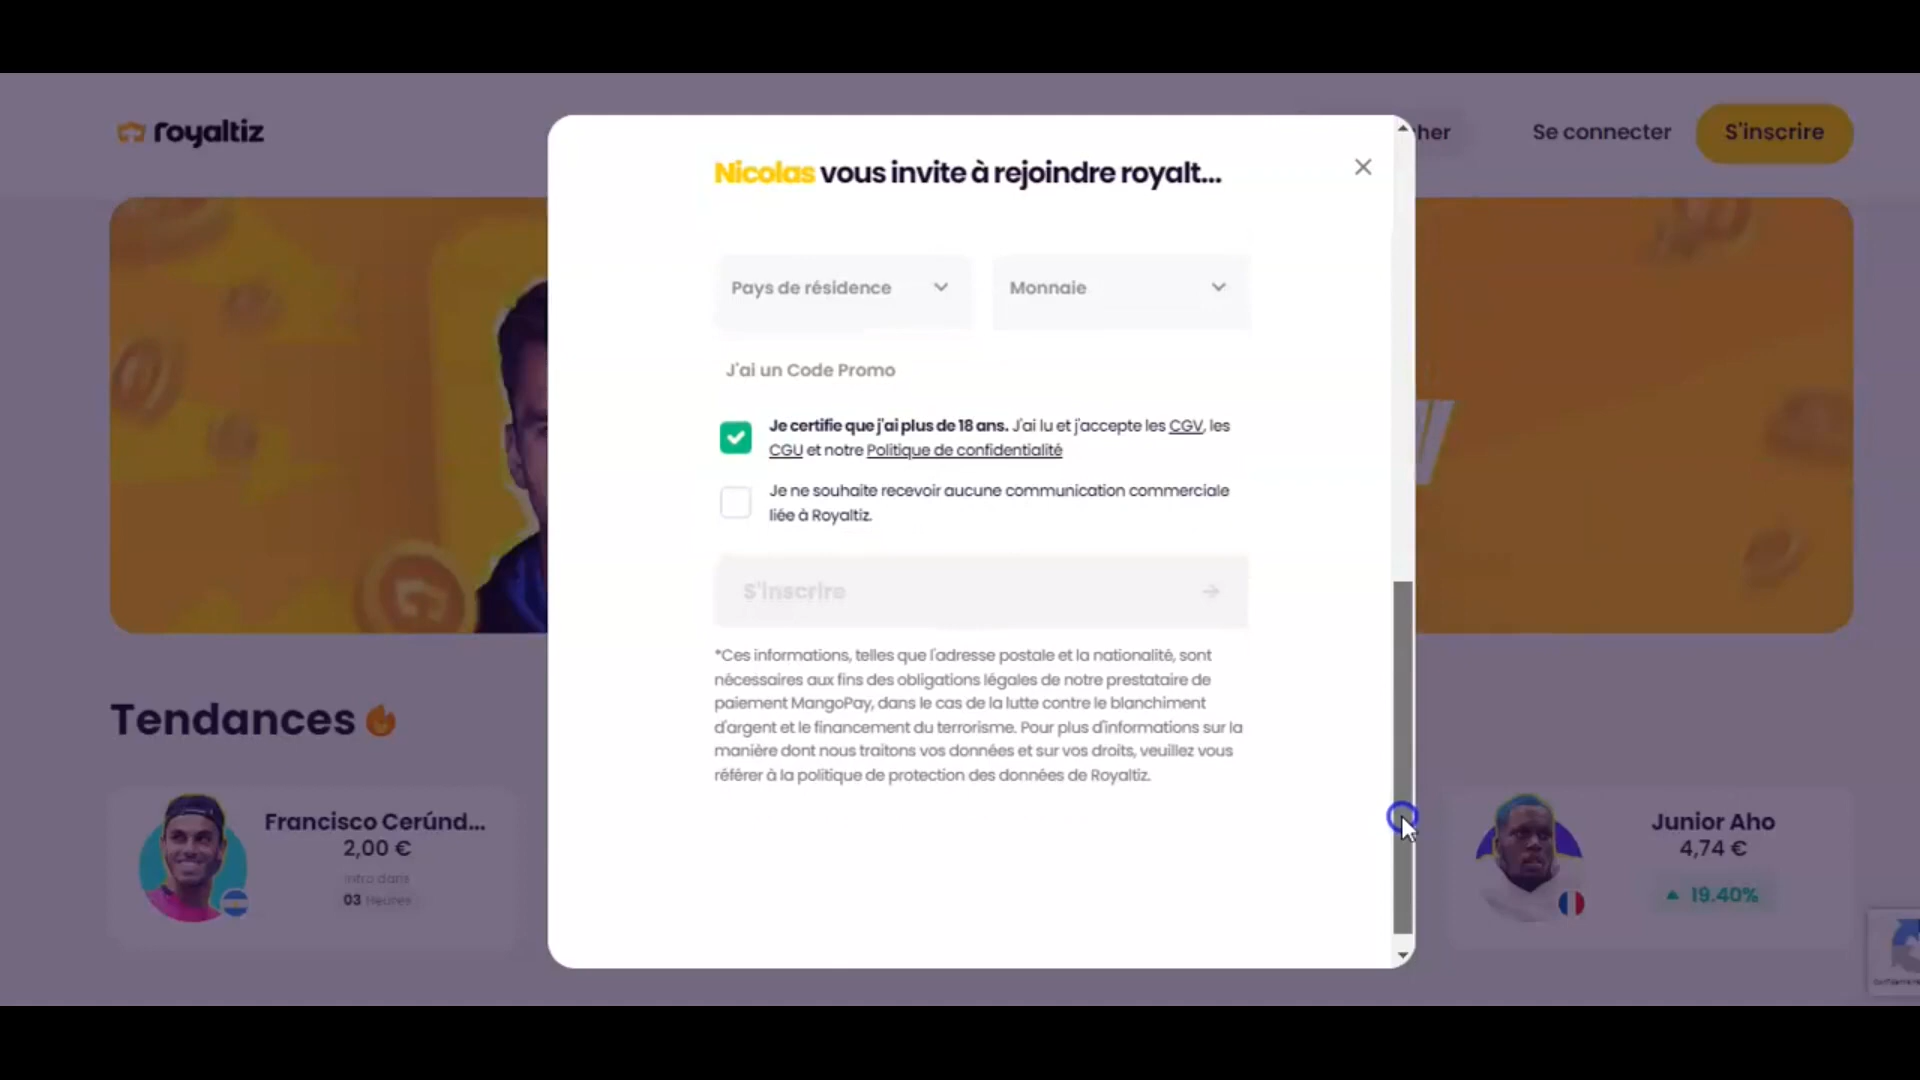 royaltiz
her
Se connecter
S'inscrire
Nicolas vous invite à rejoindre royalt...
Pays de résidence
Monnaie
J'ai un Code Promo
Je certifie que j'ai plus de 18 ans. J'ai lu et j'accepte les CGV, les
CGU et notre Politique de confidentialité
Je ne souhaite recevoir aucune communication commerciale
liée à Royaltiz.
S'inscrire
*Ces informations, telles que l'adresse postale et la nationalité, sont
nécessaires aux fins des obligations légales de notre prestataire de
paiement MangoPay, dans le cas de la lutte contre le blanchiment
d'argent et le financement du terrorisme. Pour plus d'informations sur la
manière dont nous traitons vos données et sur vos droits, veuillez vous
référer à la politique de protection des données de Royaltiz.
Tendances
Francisco Cerúnd...
2,00 €
Intro dans
03 Heures
Junior Aho
4,74 €
19.40%